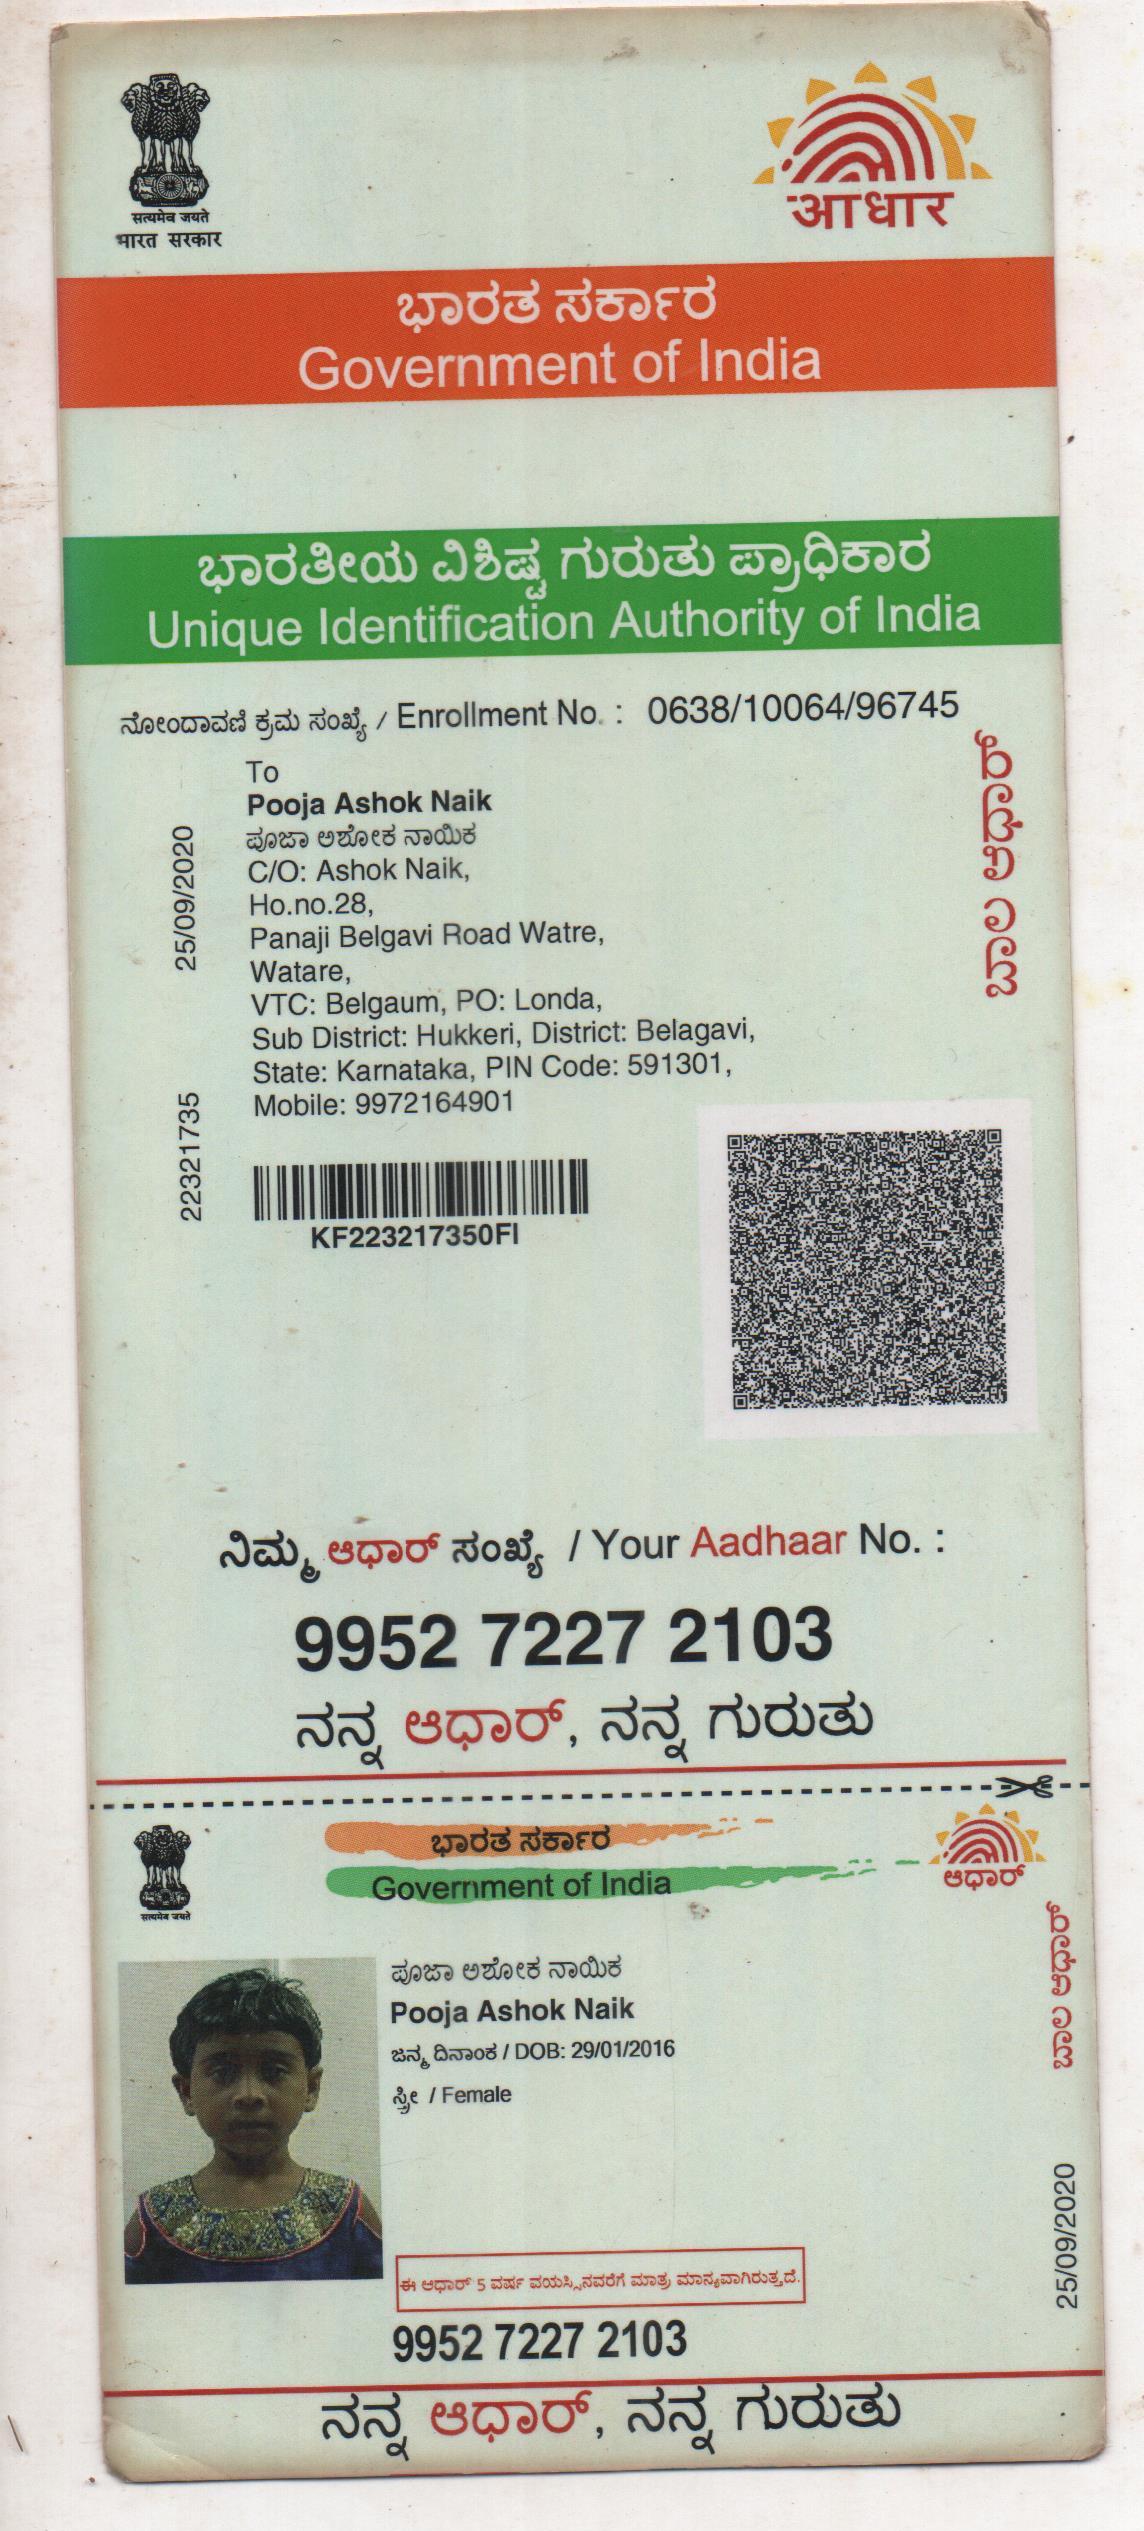 सत्यमेव जयते
भारत सरकार
आधार
ಭಾರತ ಸರ್ಕಾರ
Government of India
ಭಾರತೀಯ ವಿಶಿಷ್ಟ ಗುರುತು ಪ್ರಾಧಿಕಾರ
Unique Identification Authority of India
ನೋಂದಾವಣಿ ಕ್ರಮ ಸಂಖ್ಯೆ / Enrollment No. : 0638/10064/96745
To
Pooja Ashok Naik
ಪೂಜಾ ಅಶೋಕ ನಾಯಿಕ
C/O: Ashok Naik,
Ho.no.28,
Panaji Belgavi Road Watre,
Watare,
VTC: Belgaum, PO: Londa,
Sub District: Hukkeri, District: Belagavi,
State: Karnataka, PIN Code: 591301,
Mobile: 9972164901
25/09/2020
22321735
ಬಾಲ ಆಧಾರ್
KF223217350FI
ನಿಮ್ಮ ಆಧಾರ್ ಸಂಖ್ಯೆ / Your Aadhaar No. :
9952 7227 2103
ನನ್ನ ಆಧಾರ್, ನನ್ನ ಗುರುತು
सत्यमेव जयते
ಭಾರತ ಸರ್ಕಾರ
Government of India
ಆಧಾರ್
ಪೂಜಾ ಅಶೋಕ ನಾಯಿಕ
Pooja Ashok Naik
ಜನ್ಮ ದಿನಾಂಕ / DOB: 29/01/2016
ಸ್ತ್ರೀ / Female
ಬಾಲ ಆಧಾರ್
25/09/2020
ಈ ಆಧಾರ್ 5 ವರ್ಷ ವಯಸ್ಸಿನವರೆಗೆ ಮಾತ್ರ ಮಾನ್ಯವಾಗಿರುತ್ತದೆ.
9952 7227 2103
ನನ್ನ ಆಧಾರ್, ನನ್ನ ಗುರುತು